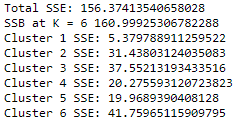 Total SSE: 156.37413540658028
SSB at K = 6 160.99925306782288
Cluster 1 SSE: 5.379788911259522
Cluster 2 SSE: 31.43803124035083
Cluster 3 SSE: 37.55213193433516
Cluster 4 SSE: 20.275593120723823
Cluster 5 SSE: 19.9689390408128
Cluster 6 SSE: 41.75965115909795